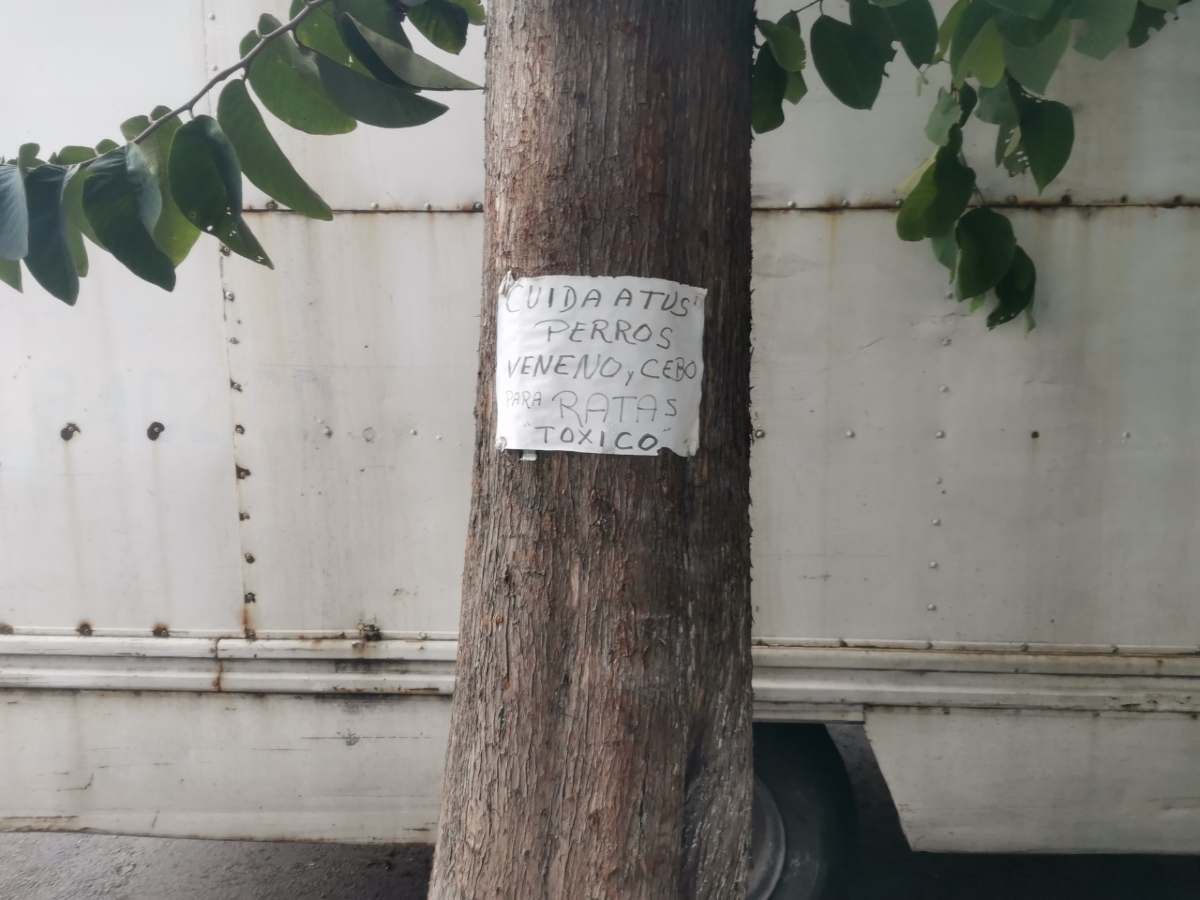 CUIDA A TUS
PERROS
VENENO, y CEBO
PARA RATAS
"TOXICO"